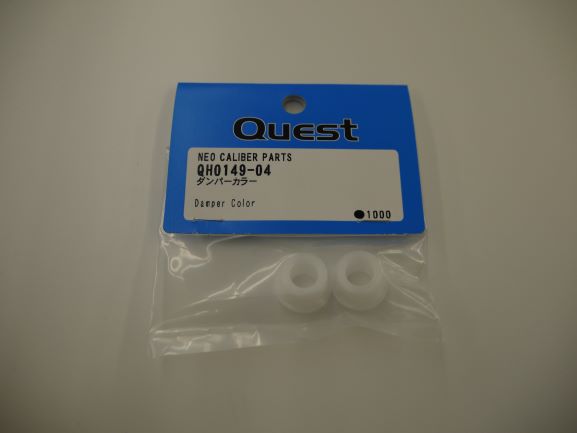 Quest
NEO CALIBER PARTS
QH0149-04
ダンパーカラー
Damper Color
●1000